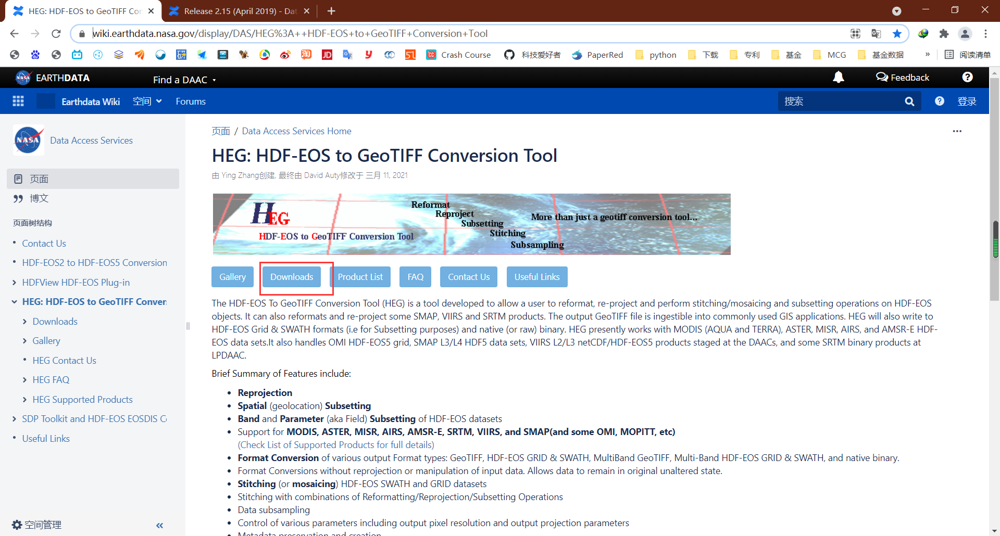 HEG: HDF-EOS to GeoTIFF Con
Release 2.15 (April 2019) - Dat
wiki.earthdata.nasa.gov/display/DAS/HEG%3A++HDF-EOS+to+GeoTIFF+Conversion+Tool
Crash Course 科技爱好者 PaperRed python 下载 专利 基金 MCG 基金数据 » 阅读清单
EARTHDATA Find a DAAC Feedback
Earthdata Wiki 空间 Forums 搜索 登录
NASA Data Access Services
页面
博文
页面树结构
Contact Us
HDF-EOS2 to HDF-EOS5 Conversion
HDFView HDF-EOS Plug-in
HEG: HDF-EOS to GeoTIFF Conver
Downloads
Gallery
HEG Contact Us
HEG FAQ
HEG Supported Products
SDP Toolkit and HDF-EOS EOSDIS C
Useful Links
空间管理 «
页面 / Data Access Services Home
HEG: HDF-EOS to GeoTIFF Conversion Tool
由 Ying Zhang创建, 最终由 David Auty修改于 三月 11, 2021
HEG
HDF-EOS to GeoTIFF Conversion Tool
Reformat
Reproject
Subsetting
Stitching
Subsampling
More than just a geotiff conversion tool...
Gallery Downloads Product List FAQ Contact Us Useful Links
The HDF-EOS To GeoTIFF Conversion Tool (HEG) is a tool developed to allow a user to reformat, re-project and perform stitching/mosaicing and subsetting operations on HDF-EOS
objects. It can also reformats and re-project some SMAP, VIIRS and SRTM products. The output GeoTIFF file is ingestible into commonly used GIS applications. HEG will also write to
HDF-EOS Grid & SWATH formats (i.e for Subsetting purposes) and native (or raw) binary. HEG presently works with MODIS (AQUA and TERRA), ASTER, MISR, AIRS, and AMSR-E HDF-
EOS data sets.It also handles OMI HDF-EOS5 grid, SMAP L3/L4 HDF5 data sets, VIIRS L2/L3 netCDF/HDF-EOS5 products staged at the DAACs, and some SRTM binary products at
LPDAAC.
Brief Summary of Features include:
• Reprojection
• Spatial (geolocation) Subsetting
• Band and Parameter (aka Field) Subsetting of HDF-EOS datasets
• Support for MODIS, ASTER, MISR, AIRS, AMSR-E, SRTM, VIIRS, and SMAP(and some OMI, MOPITT, etc)
(Check List of Supported Products for full details)
• Format Conversion of various output Format types: GeoTIFF, HDF-EOS GRID & SWATH, MultiBand GeoTIFF, Multi-Band HDF-EOS GRID & SWATH, and native binary.
• Format Conversions without reprojection or manipulation of input data. Allows data to remain in original unaltered state.
• Stitching (or mosaicing) HDF-EOS SWATH and GRID datasets
• Stitching with combinations of Reformatting/Reprojection/Subsetting Operations
• Data subsampling
• Control of various parameters including output pixel resolution and output projection parameters
• Metadata preservation and creation